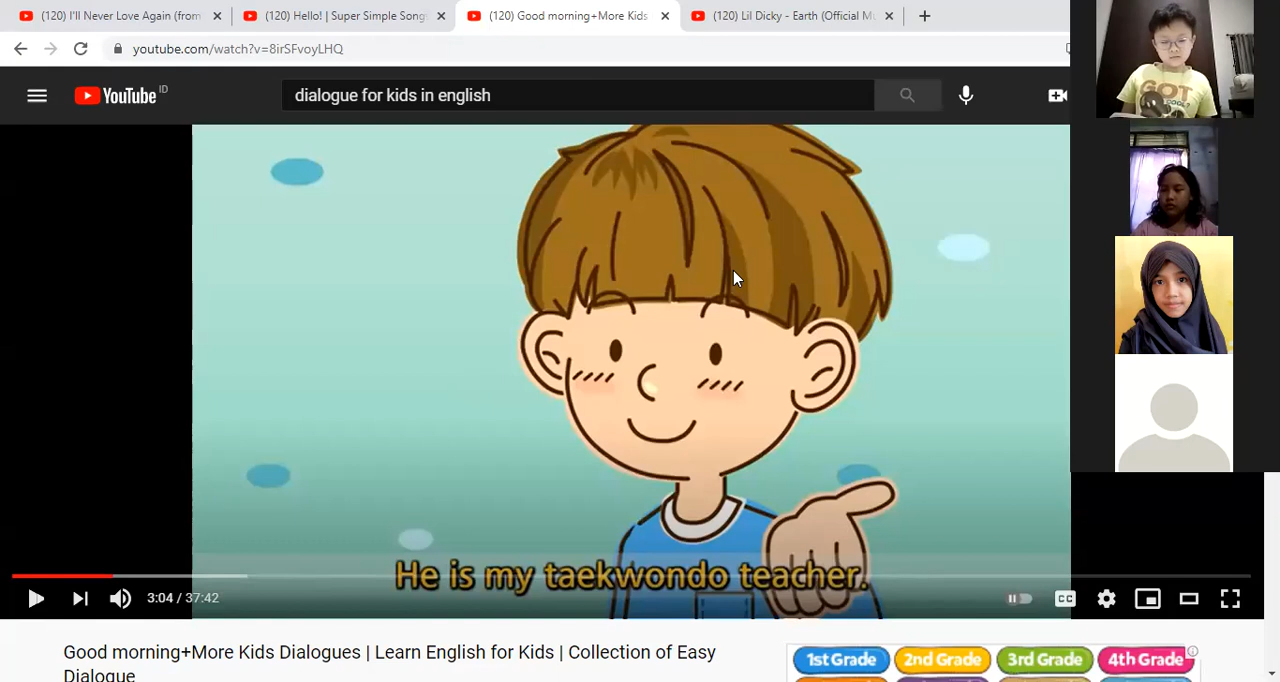 (120) I'll Never Love Again (from
(120) Hello! | Super Simple Song
(120) Good morning+More Kids
(120) Lil Dicky - Earth (Official Mu
youtube.com/watch?v=8irSFvoyLHQ
YouTube ID
dialogue for kids in english
GOT
He is my taekwondo teacher.
3:04 / 37:42
CC
Good morning+More Kids Dialogues | Learn English for Kids | Collection of Easy
Dialogue
1st Grade
2nd Grade
3rd Grade
4th Grade